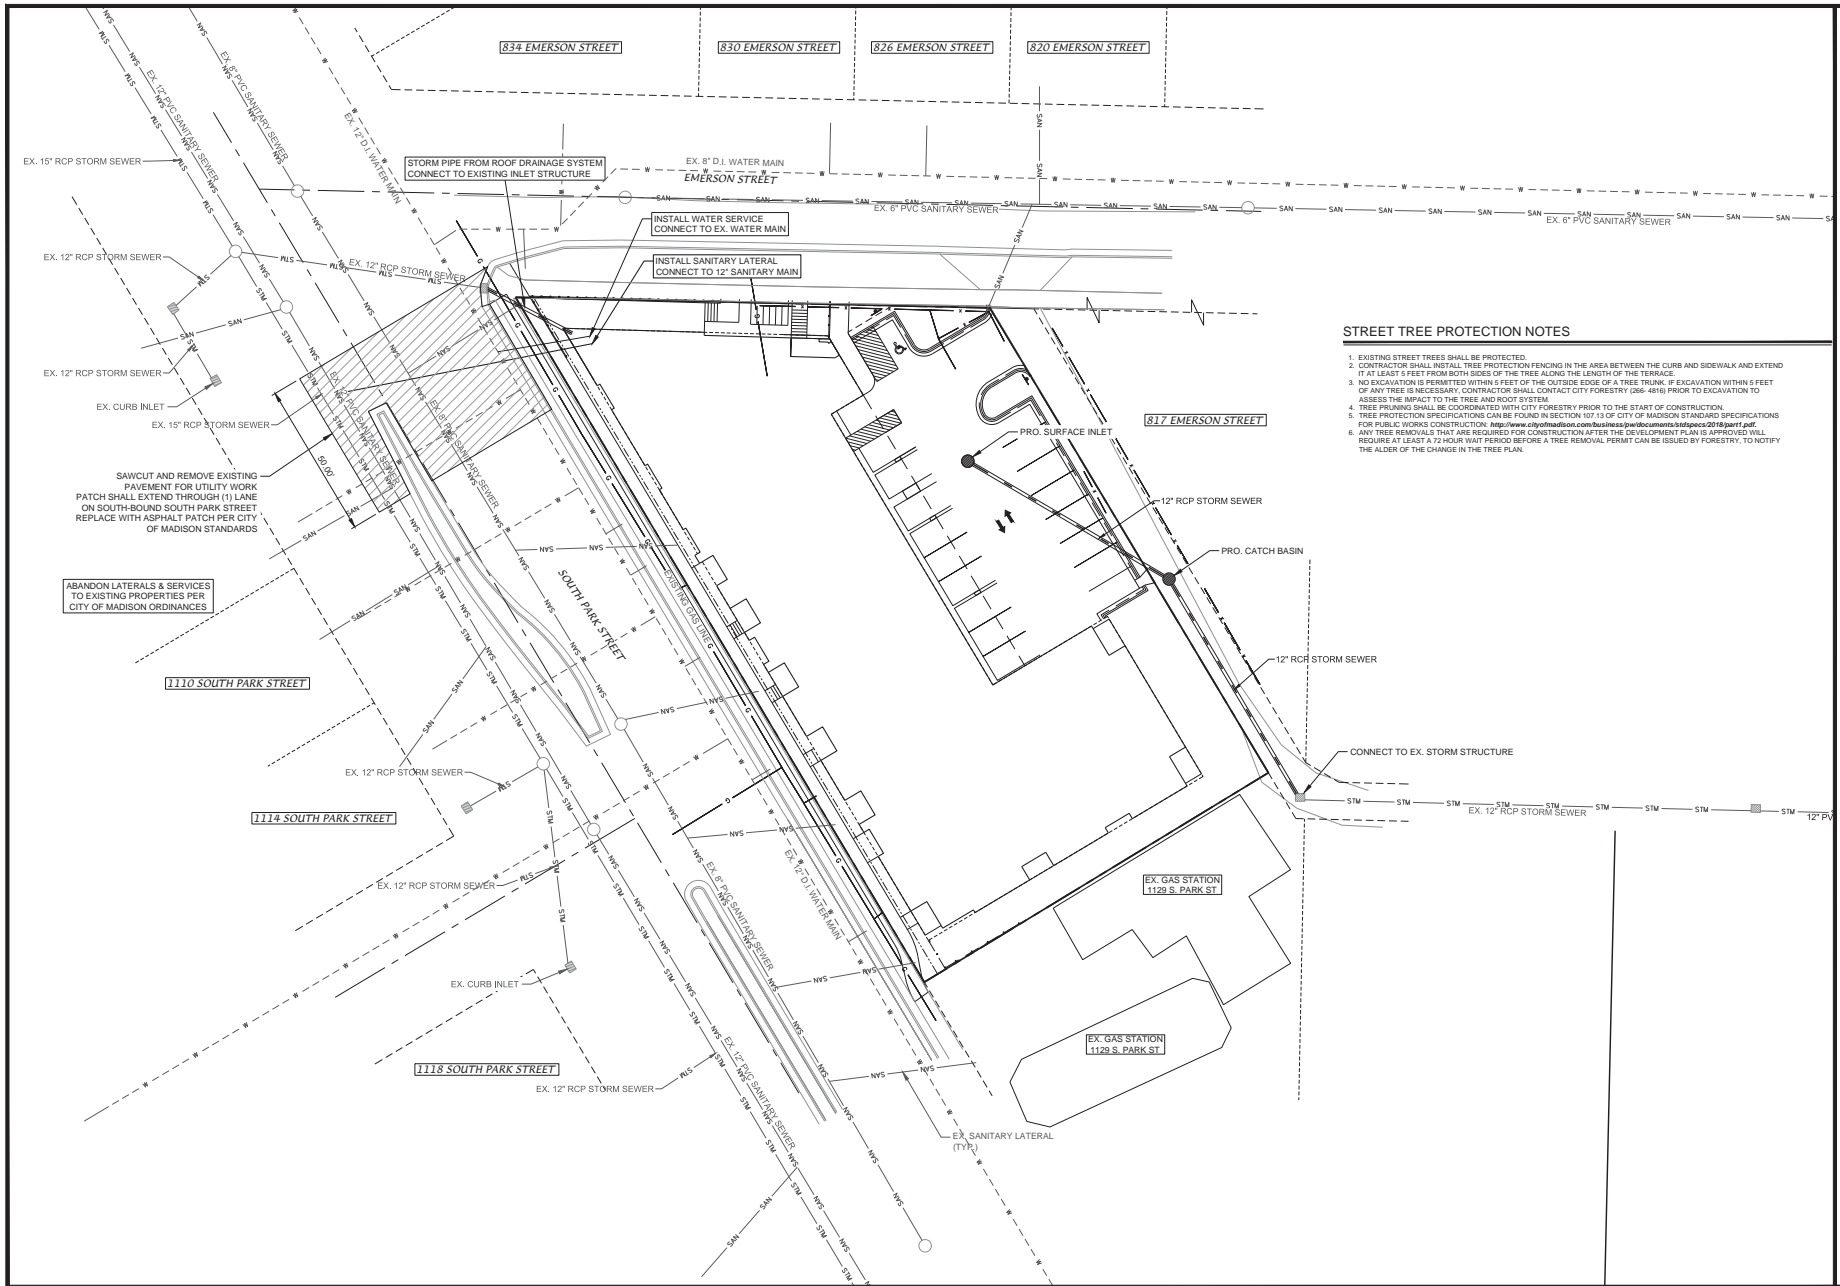 834 EMERSON STREET
830 EMERSON STREET
826 EMERSON STREET
820 EMERSON STREET
EX. 12" PVC SANITARY SEWER
EX. 8" PVC SANITARY SEWER
EX. 12" D.I. WATER MAIN
EX. 15" RCP STORM SEWER
STORM PIPE FROM ROOF DRAINAGE SYSTEM
CONNECT TO EXISTING INLET STRUCTURE
EX. 8" D.I. WATER MAIN
EMERSON STREET
EX. 6" PVC SANITARY SEWER
EX. 6" PVC SANITARY SEWER
INSTALL WATER SERVICE
CONNECT TO EX. WATER MAIN
INSTALL SANITARY LATERAL
CONNECT TO 12" SANITARY MAIN
EX. 12" RCP STORM SEWER
EX. 12" RCP STORM SEWER
EX. 12" RCP STORM SEWER
EX. CURB INLET
EX. 15" RCP STORM SEWER
EX. 12" PVC SANITARY SEWER
EX. 8" PVC SANITARY SEWER
50.00'
SAWCUT AND REMOVE EXISTING
PAVEMENT FOR UTILITY WORK
PATCH SHALL EXTEND THROUGH (1) LANE
ON SOUTH-BOUND SOUTH PARK STREET
REPLACE WITH ASPHALT PATCH PER CITY
OF MADISON STANDARDS
ABANDON LATERALS & SERVICES
TO EXISTING PROPERTIES PER
CITY OF MADISON ORDINANCES
STREET TREE PROTECTION NOTES
1. EXISTING STREET TREES SHALL BE PROTECTED.
2. CONTRACTOR SHALL INSTALL TREE PROTECTION FENCING IN THE AREA BETWEEN THE CURB AND SIDEWALK AND EXTEND
IT AT LEAST 5 FEET FROM BOTH SIDES OF THE TREE ALONG THE LENGTH OF THE TERRACE.
3. NO EXCAVATION IS PERMITTED WITHIN 5 FEET OF THE OUTSIDE EDGE OF A TREE TRUNK. IF EXCAVATION WITHIN 5 FEET
OF ANY TREE IS NECESSARY, CONTRACTOR SHALL CONTACT CITY FORESTRY (266- 4816) PRIOR TO EXCAVATION TO
ASSESS THE IMPACT TO THE TREE AND ROOT SYSTEM.
4. TREE PRUNING SHALL BE COORDINATED WITH CITY FORESTRY PRIOR TO THE START OF CONSTRUCTION.
5. TREE PROTECTION SPECIFICATIONS CAN BE FOUND IN SECTION 107.13 OF CITY OF MADISON STANDARD SPECIFICATIONS
FOR PUBLIC WORKS CONSTRUCTION: http://www.cityofmadison.com/business/pw/documents/stdspecs/2018/part1.pdf.
6. ANY TREE REMOVALS THAT ARE REQUIRED FOR CONSTRUCTION AFTER THE DEVELOPMENT PLAN IS APPROVED WILL
REQUIRE AT LEAST A 72 HOUR WAIT PERIOD BEFORE A TREE REMOVAL PERMIT CAN BE ISSUED BY FORESTRY, TO NOTIFY
THE ALDER OF THE CHANGE IN THE TREE PLAN.
817 EMERSON STREET
PRO. SURFACE INLET
12" RCP STORM SEWER
PRO. CATCH BASIN
12" RCP STORM SEWER
CONNECT TO EX. STORM STRUCTURE
EX. 12" RCP STORM SEWER
12" PV
SOUTH PARK STREET
EXISTING GAS LINE
1110 SOUTH PARK STREET
EX. 12" RCP STORM SEWER
1114 SOUTH PARK STREET
EX. 12" RCP STORM SEWER
EX. 8" PVC SANITARY SEWER
EX. 12" D.I. WATER MAIN
EX. GAS STATION
1129 S. PARK ST
EX. CURB INLET
EX. GAS STATION
1129 S. PARK ST
1118 SOUTH PARK STREET
EX. 12" RCP STORM SEWER
EX. 12" PVC SANITARY SEWER
EX. SANITARY LATERAL
(TYP.)